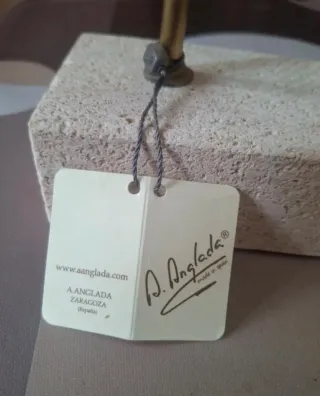 www.aanglada.com
A.ANGLADA
ZARAGOZA
(España)
A. Anglada®
made in spain